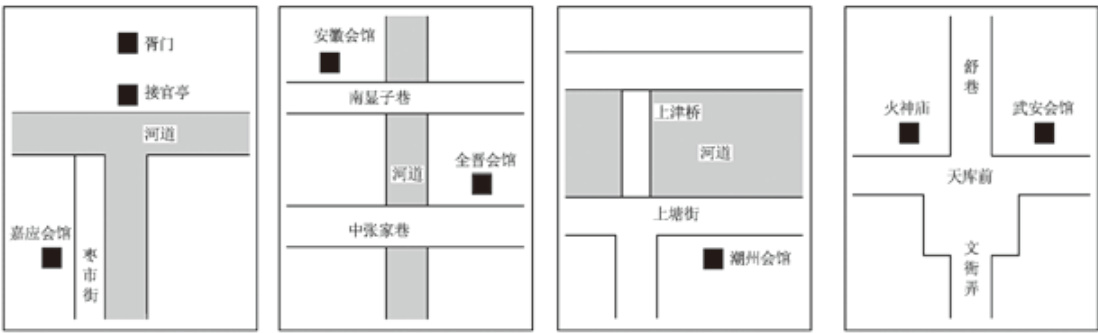 胥门
接官亭
河道
嘉应会馆
枣市街
安徽会馆
南显子巷
河道
全晋会馆
中张家巷
上津桥
河道
上塘街
潮州会馆
舒巷
火神庙
武安会馆
天库前
文衙弄